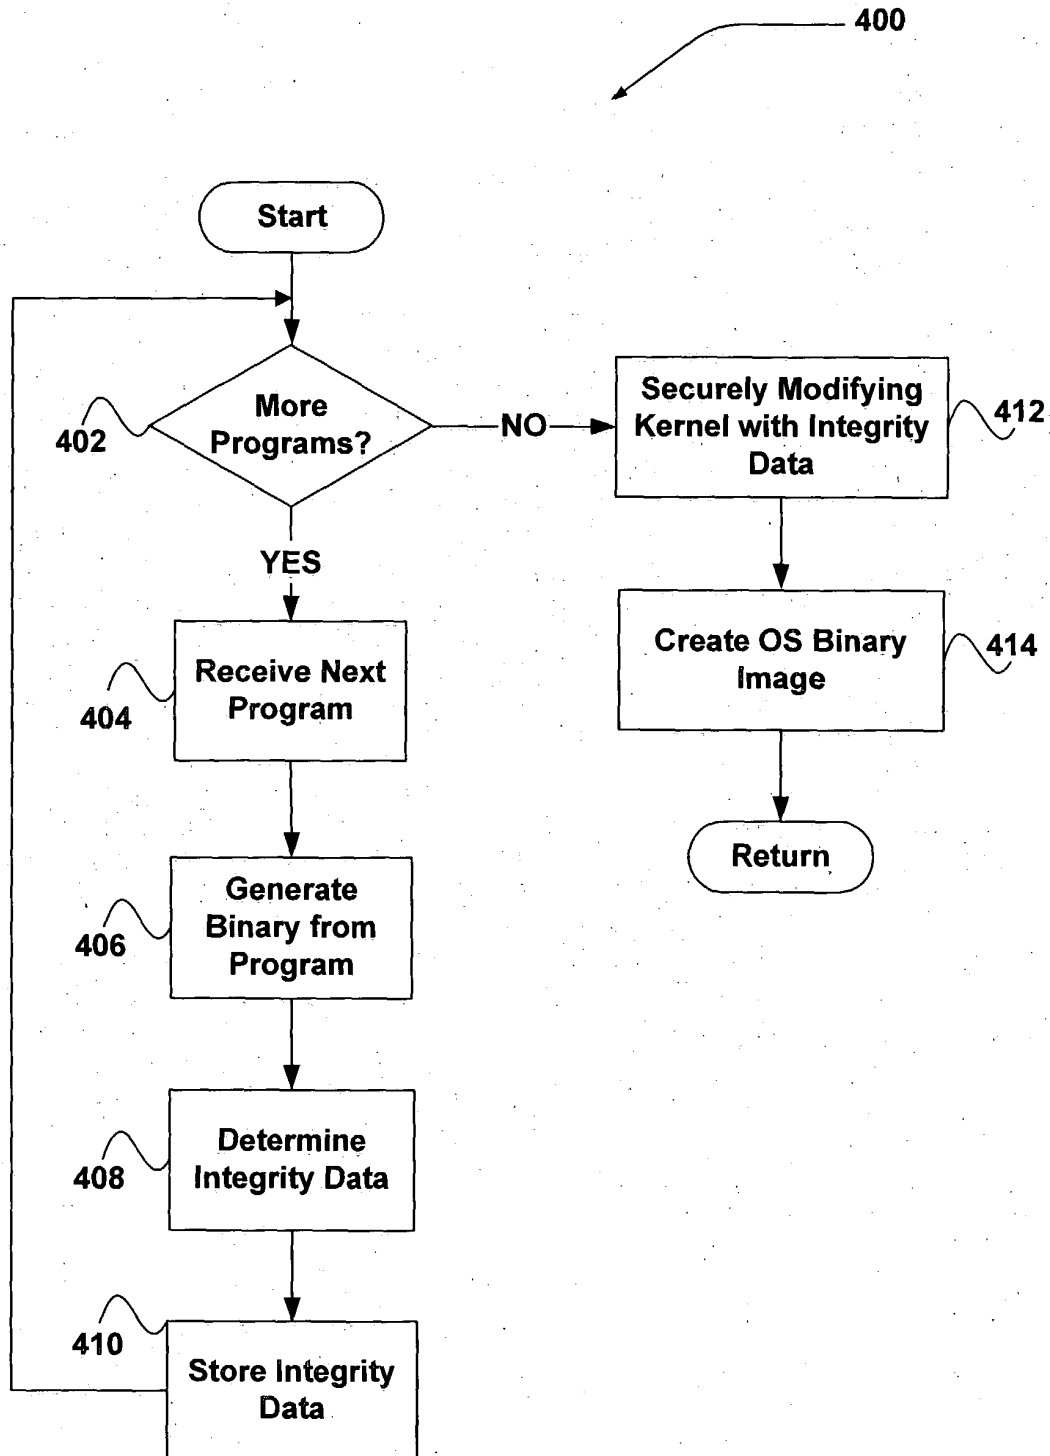 400
Start
More
Programs?
402
NO
Securely Modifying
Kernel with Integrity
Data
412
YES
Create OS Binary
Image
414
Receive Next
Program
404
Return
Generate
Binary from
Program
406
Determine
Integrity Data
408
410
Store Integrity
Data